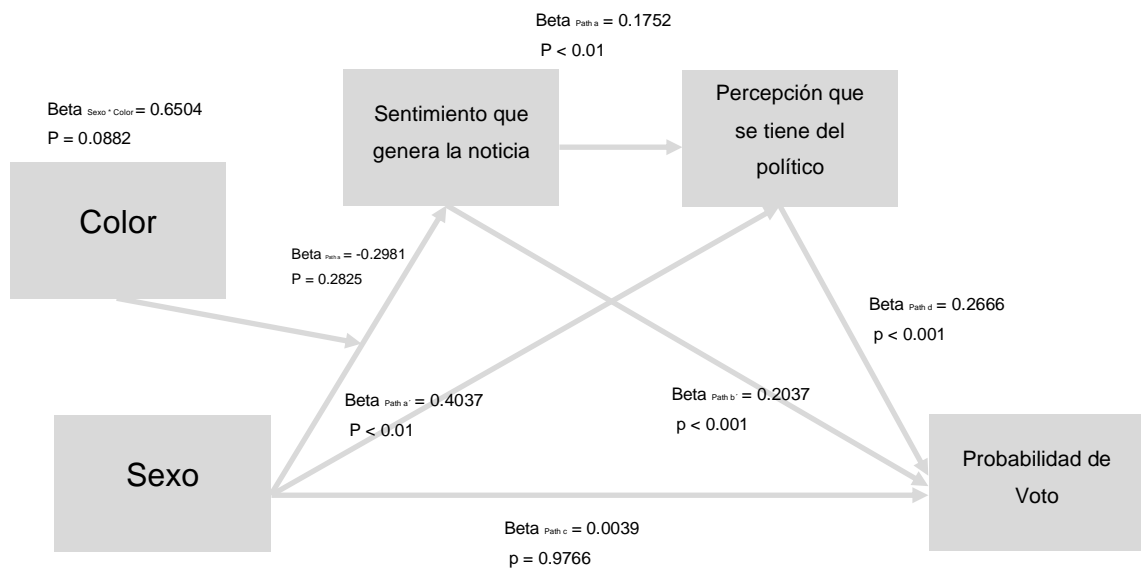 Beta Path a = 0.1752
P < 0.01
Beta Sexo * Color = 0.6504
P = 0.0882
Sentimiento que
genera la noticia
Percepción que
se tiene del
político
Color
Beta Path a = -0.2981
P = 0.2825
Beta Path d = 0.2666
p < 0.001
Beta Path a´ = 0.4037
P < 0.01
Beta Path b´ = 0.2037
p < 0.001
Sexo
Probabilidad de
Voto
Beta Path c = 0.0039
p = 0.9766